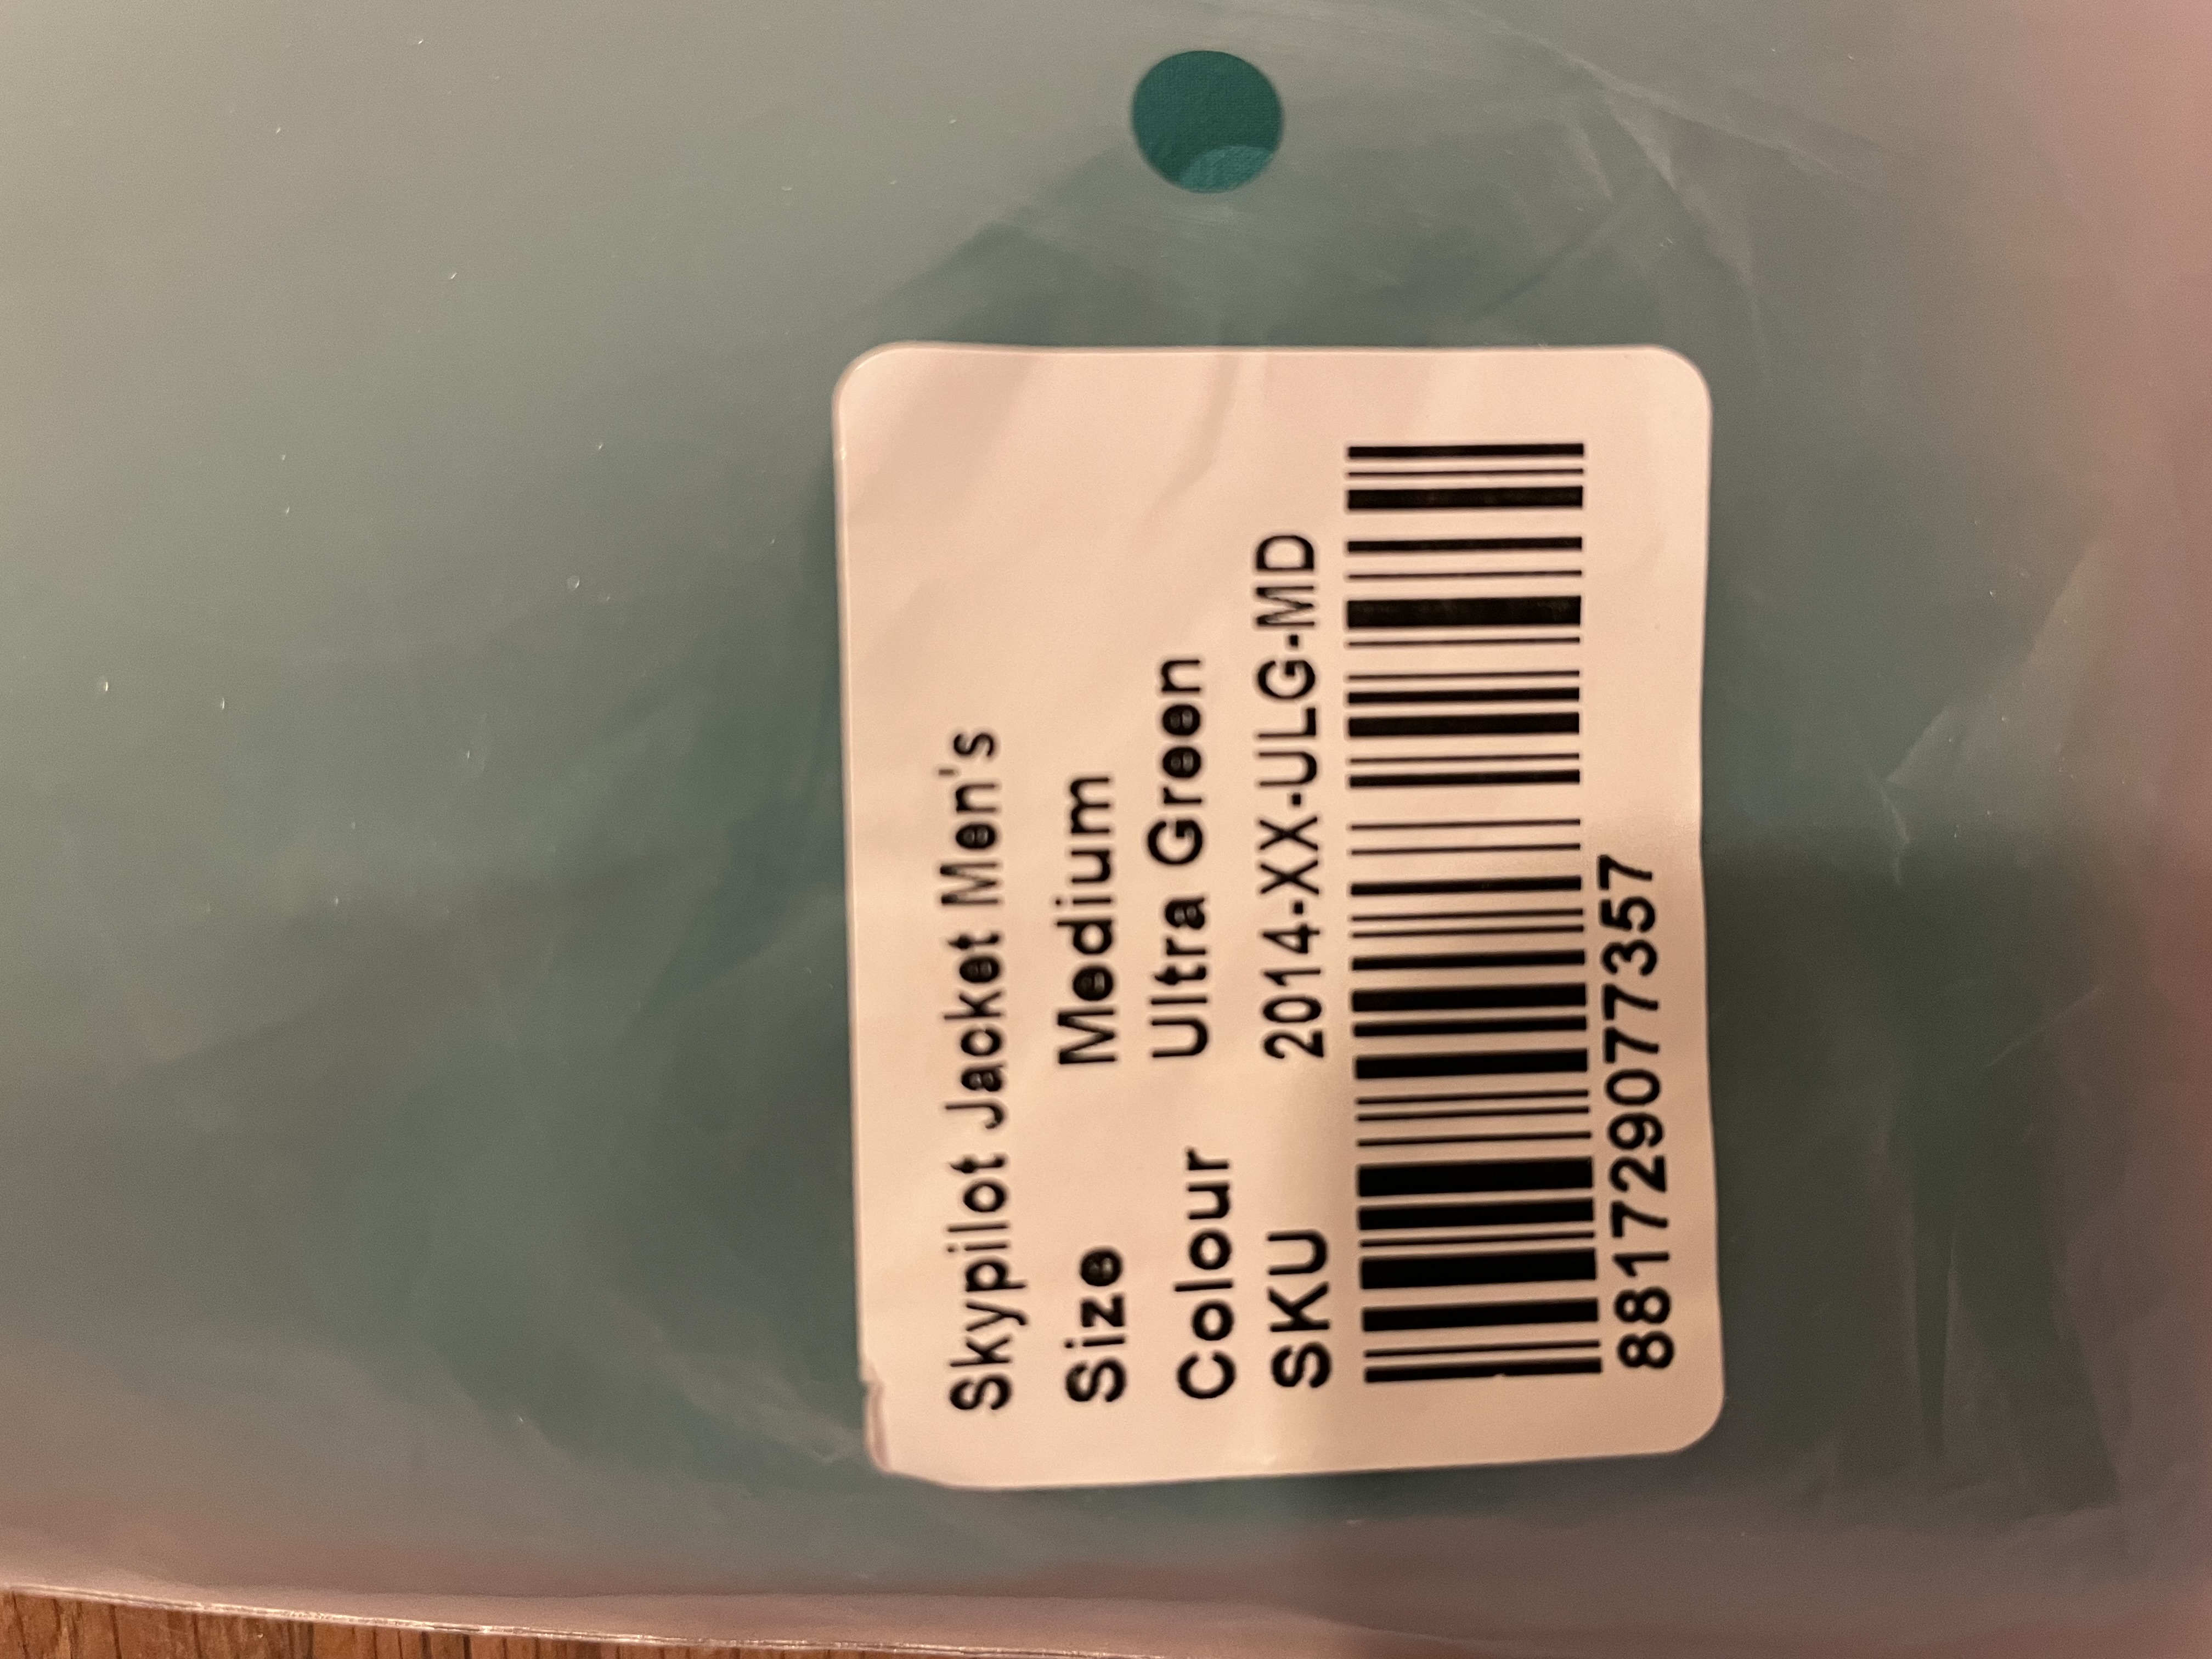 Skypilot Jacket Men's
Size Medium
Colour Ultra Green
SKU 2014-XX-ULG-MD
881729077357